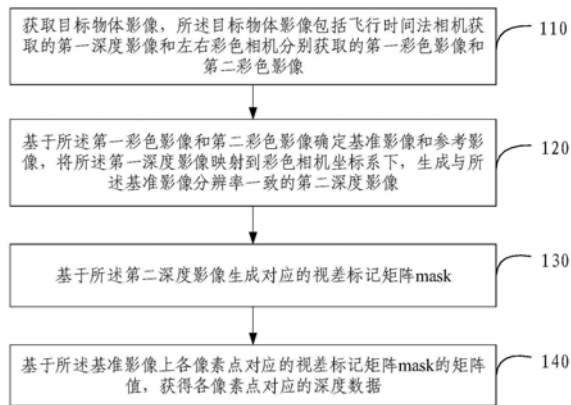 获取目标物体影像，所述目标物体影像包括飞行时间法相机获
取的第一深度影像和左右彩色相机分别获取的第一彩色影像和
第二彩色影像
110
基于所述第一彩色影像和第二彩色影像确定基准影像和参考影
像，将所述第一深度影像映射到彩色相机坐标系下，生成与所
述基准影像分辨率一致的第二深度影像
120
基于所述第二深度影像生成对应的视差标记矩阵mask
130
基于所述基准影像上各像素点对应的视差标记矩阵mask的矩阵
值，获得各像素点对应的深度数据
140